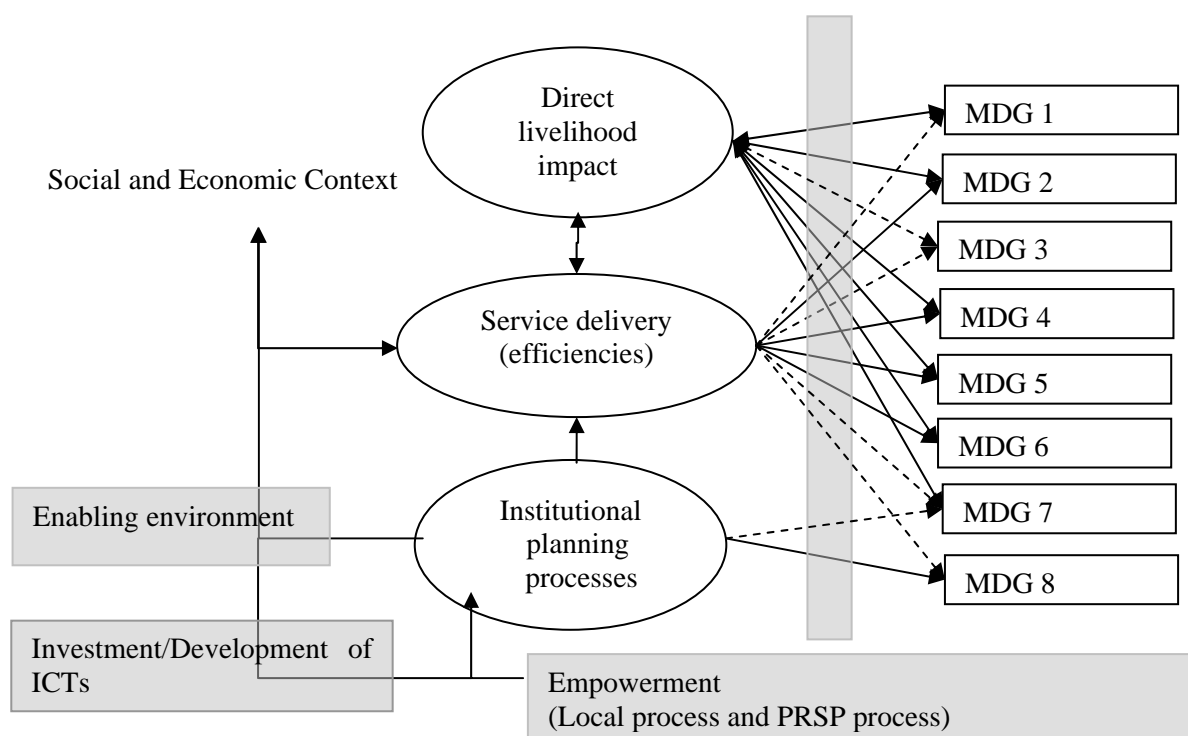 Direct
livelihood
impact
Social and Economic Context
Service delivery
(efficiencies)
Institutional
planning
processes
Enabling environment
Investment/Development of
ICTs
Empowerment
(Local process and PRSP process)
MDG 1
MDG 2
MDG 3
MDG 4
MDG 5
MDG 6
MDG 7
MDG 8